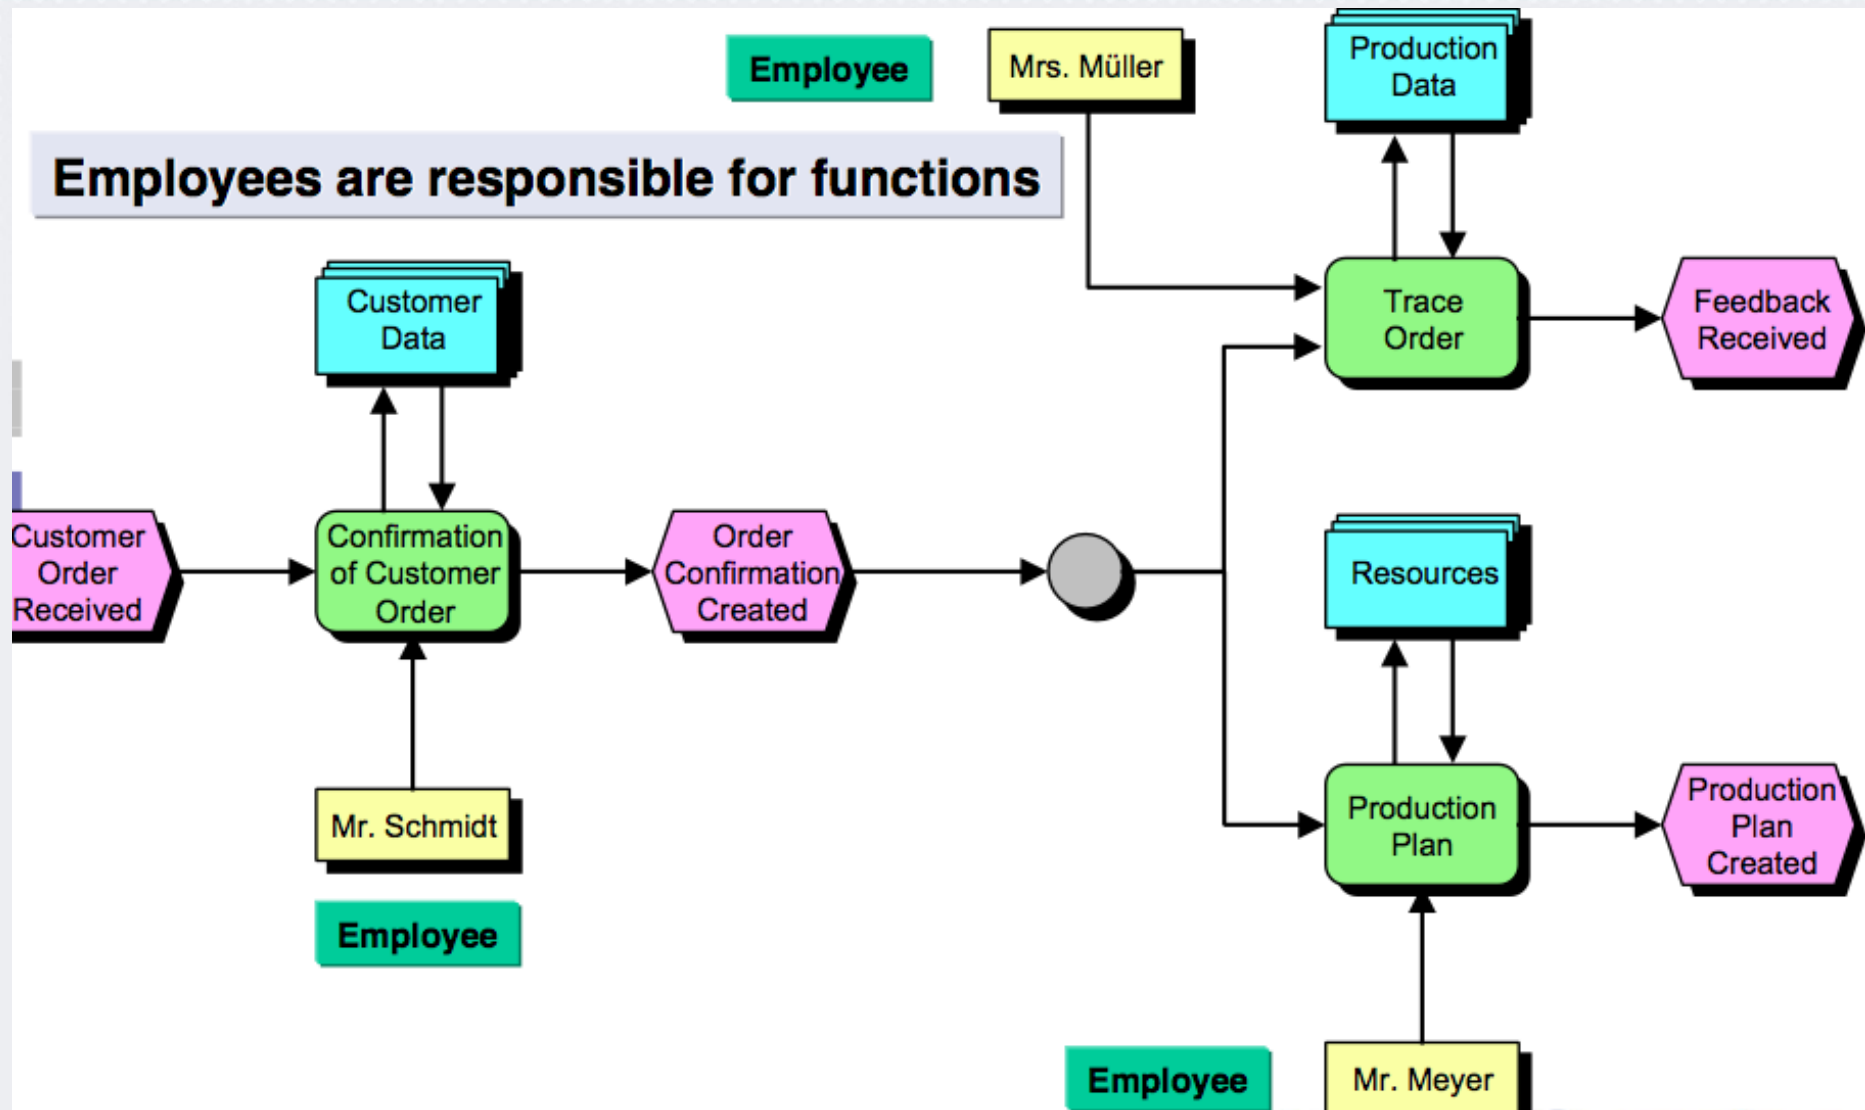 Employee
Mrs. Müller
Production
Data
Employees are responsible for functions
Customer
Data
Trace
Order
Feedback
Received
Customer
Order
Received
Confirmation
of Customer
Order
Order
Confirmation
Created
Resources
Mr. Schmidt
Employee
Production
Plan
Production
Plan
Created
Employee
Mr. Meyer